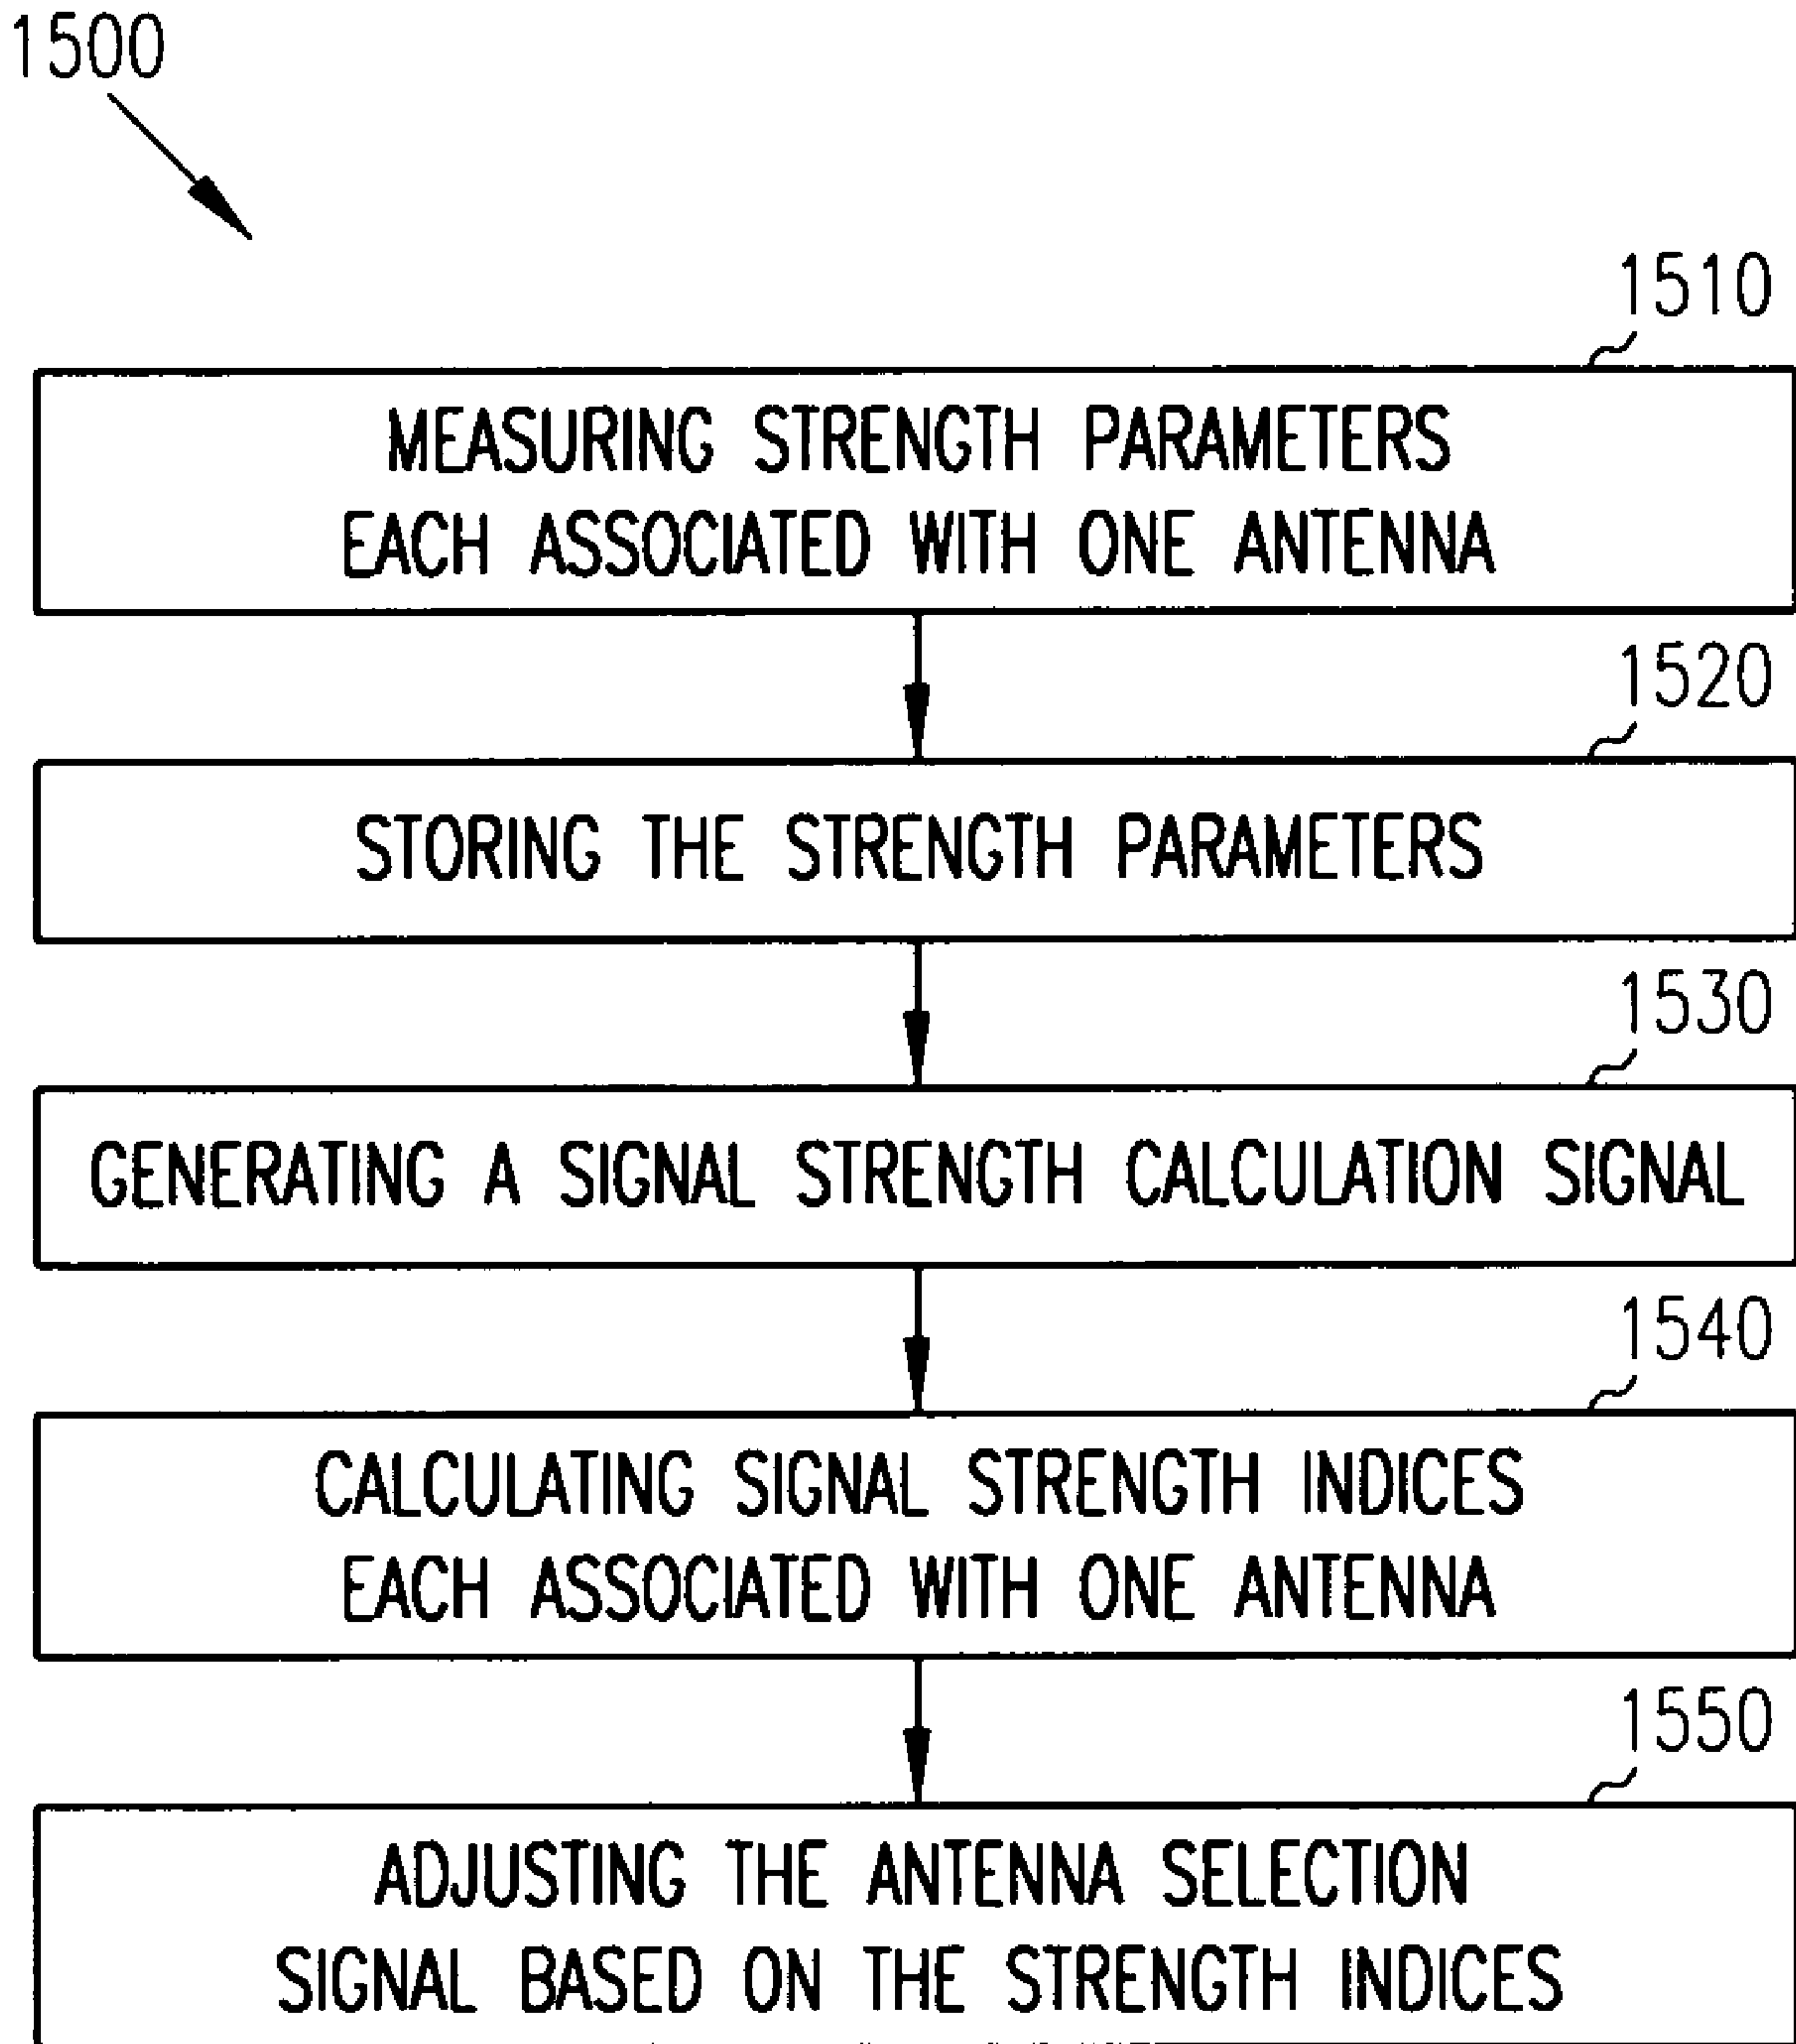 1500
1510
MEASURING STRENGTH PARAMETERS
EACH ASSOCIATED WITH ONE ANTENNA
1520
STORING THE STRENGTH PARAMETERS
1530
GENERATING A SIGNAL STRENGTH CALCULATION SIGNAL
1540
CALCULATING SIGNAL STRENGTH INDICES
EACH ASSOCIATED WITH ONE ANTENNA
1550
ADJUSTING THE ANTENNA SELECTION
SIGNAL BASED ON THE STRENGTH INDICES